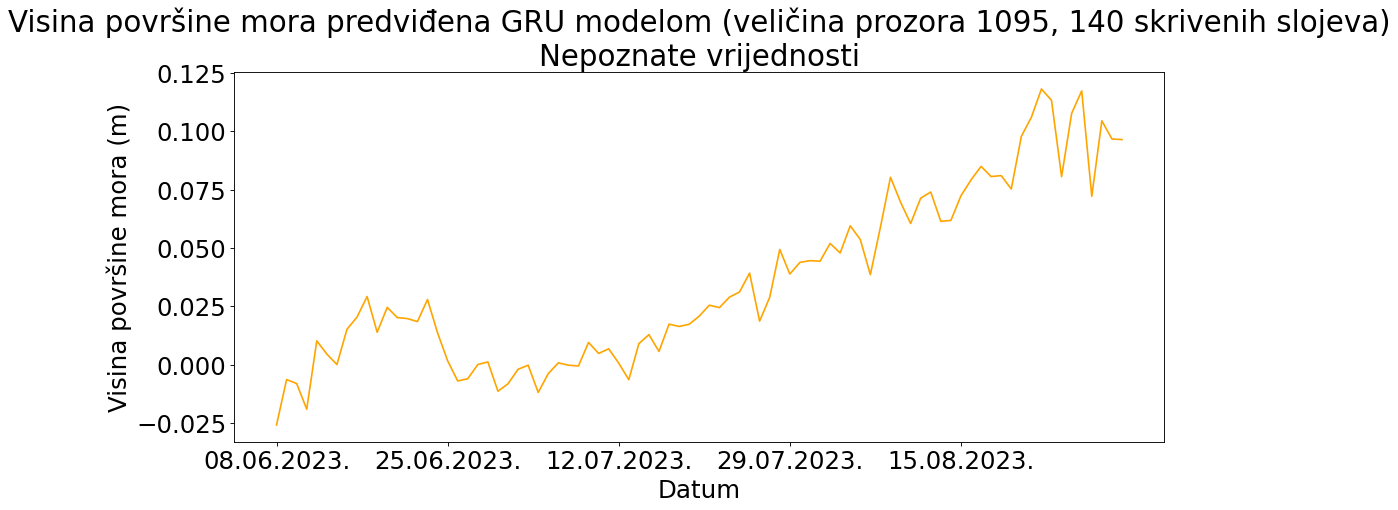 Visina površine mora predviđena GRU modelom (veličina prozora 1095, 140 skrivenih slojeva)
Nepoznate vrijednosti
0.125
0.100
0.075
0.050
0.025
0.000
−0.025
Visina površine mora (m)
08.06.2023. 25.06.2023. 12.07.2023. 29.07.2023. 15.08.2023.
Datum